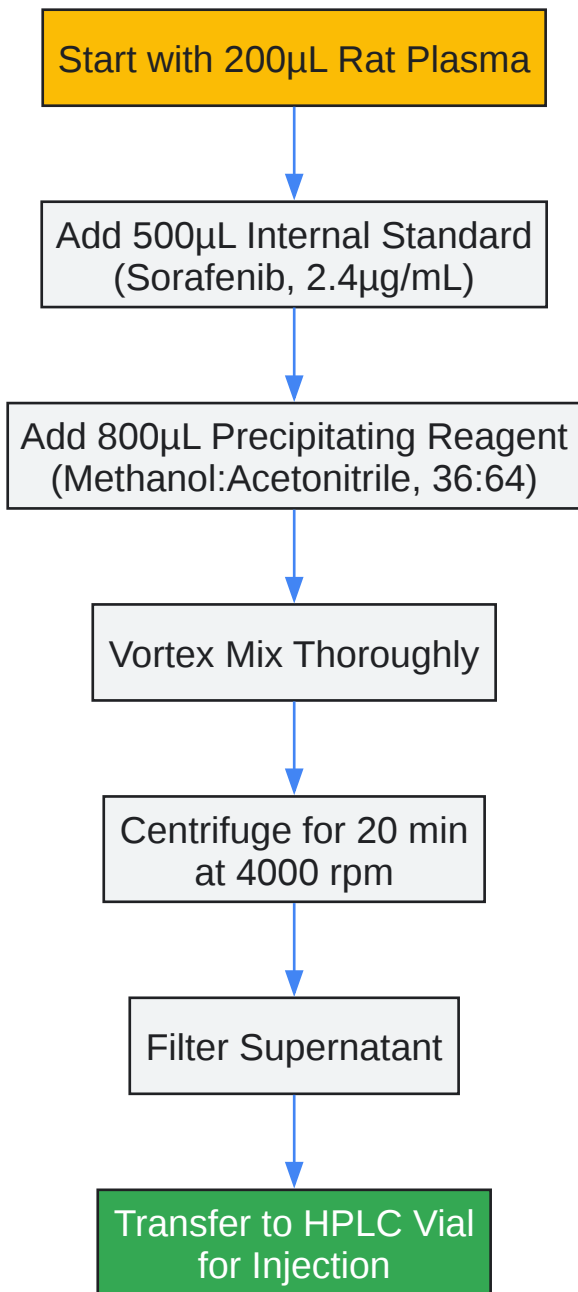 Start with 200µL Rat Plasma
Add 500µL Internal Standard
(Sorafenib, 2.4µg/mL)
Add 800µL Precipitating Reagent
(Methanol:Acetonitrile, 36:64)
Vortex Mix Thoroughly
Centrifuge for 20 min
at 4000 rpm
Filter Supernatant
Transfer to HPLC Vial
for Injection